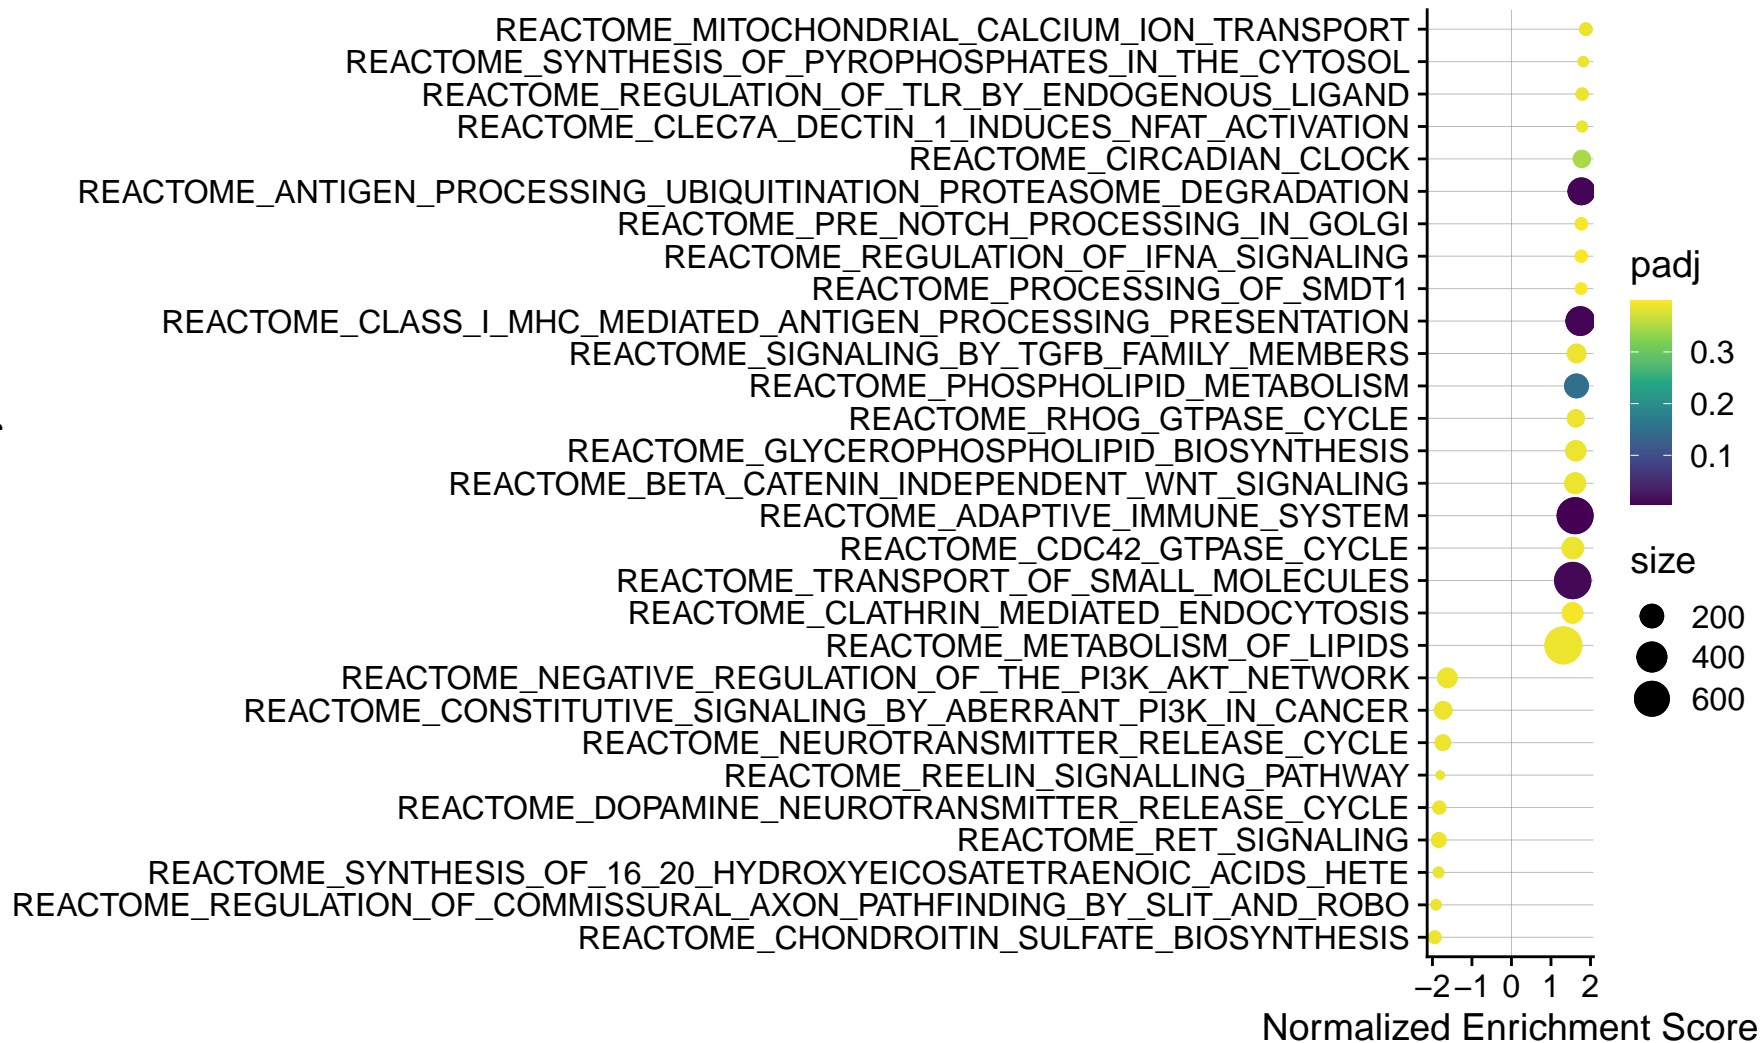 REACTOME_MITOCHONDRIAL_CALCIUM_ION_TRANSPORT
REACTOME_SYNTHESIS_OF_PYROPHOSPHATES_IN_THE_CYTOSOL
REACTOME_REGULATION_OF_TLR_BY_ENDOGENOUS_LIGAND
REACTOME_CLEC7A_DECTIN_1_INDUCES_NFAT_ACTIVATION
REACTOME_CIRCADIAN_CLOCK
REACTOME_ANTIGEN_PROCESSING_UBIQUITINATION_PROTEASOME_DEGRADATION
REACTOME_PRE_NOTCH_PROCESSING_IN_GOLGI
REACTOME_REGULATION_OF_IFNA_SIGNALING
REACTOME_PROCESSING_OF_SMDT1
REACTOME_CLASS_I_MHC_MEDIATED_ANTIGEN_PROCESSING_PRESENTATION
REACTOME_SIGNALING_BY_TGFB_FAMILY_MEMBERS
REACTOME_PHOSPHOLIPID_METABOLISM
REACTOME_RHOG_GTPASE_CYCLE
REACTOME_GLYCEROPHOSPHOLIPID_BIOSYNTHESIS
REACTOME_BETA_CATENIN_INDEPENDENT_WNT_SIGNALING
REACTOME_ADAPTIVE_IMMUNE_SYSTEM
REACTOME_CDC42_GTPASE_CYCLE
REACTOME_TRANSPORT_OF_SMALL_MOLECULES
REACTOME_CLATHRIN_MEDIATED_ENDOCYTOSIS
REACTOME_METABOLISM_OF_LIPIDS
REACTOME_NEGATIVE_REGULATION_OF_THE_PI3K_AKT_NETWORK
REACTOME_CONSTITUTIVE_SIGNALING_BY_ABERRANT_PI3K_IN_CANCER
REACTOME_NEUROTRANSMITTER_RELEASE_CYCLE
REACTOME_REELIN_SIGNALLING_PATHWAY
REACTOME_DOPAMINE_NEUROTRANSMITTER_RELEASE_CYCLE
REACTOME_RET_SIGNALING
REACTOME_SYNTHESIS_OF_16_20_HYDROXYEICOSATETRAENOIC_ACIDS_HETE
REACTOME_REGULATION_OF_COMMISSURAL_AXON_PATHFINDING_BY_SLIT_AND_ROBO
REACTOME_CHONDROITIN_SULFATE_BIOSYNTHESIS
−2 −1 0 1 2
Normalized Enrichment Score
padj
0.3
0.2
0.1
size
200
400
600